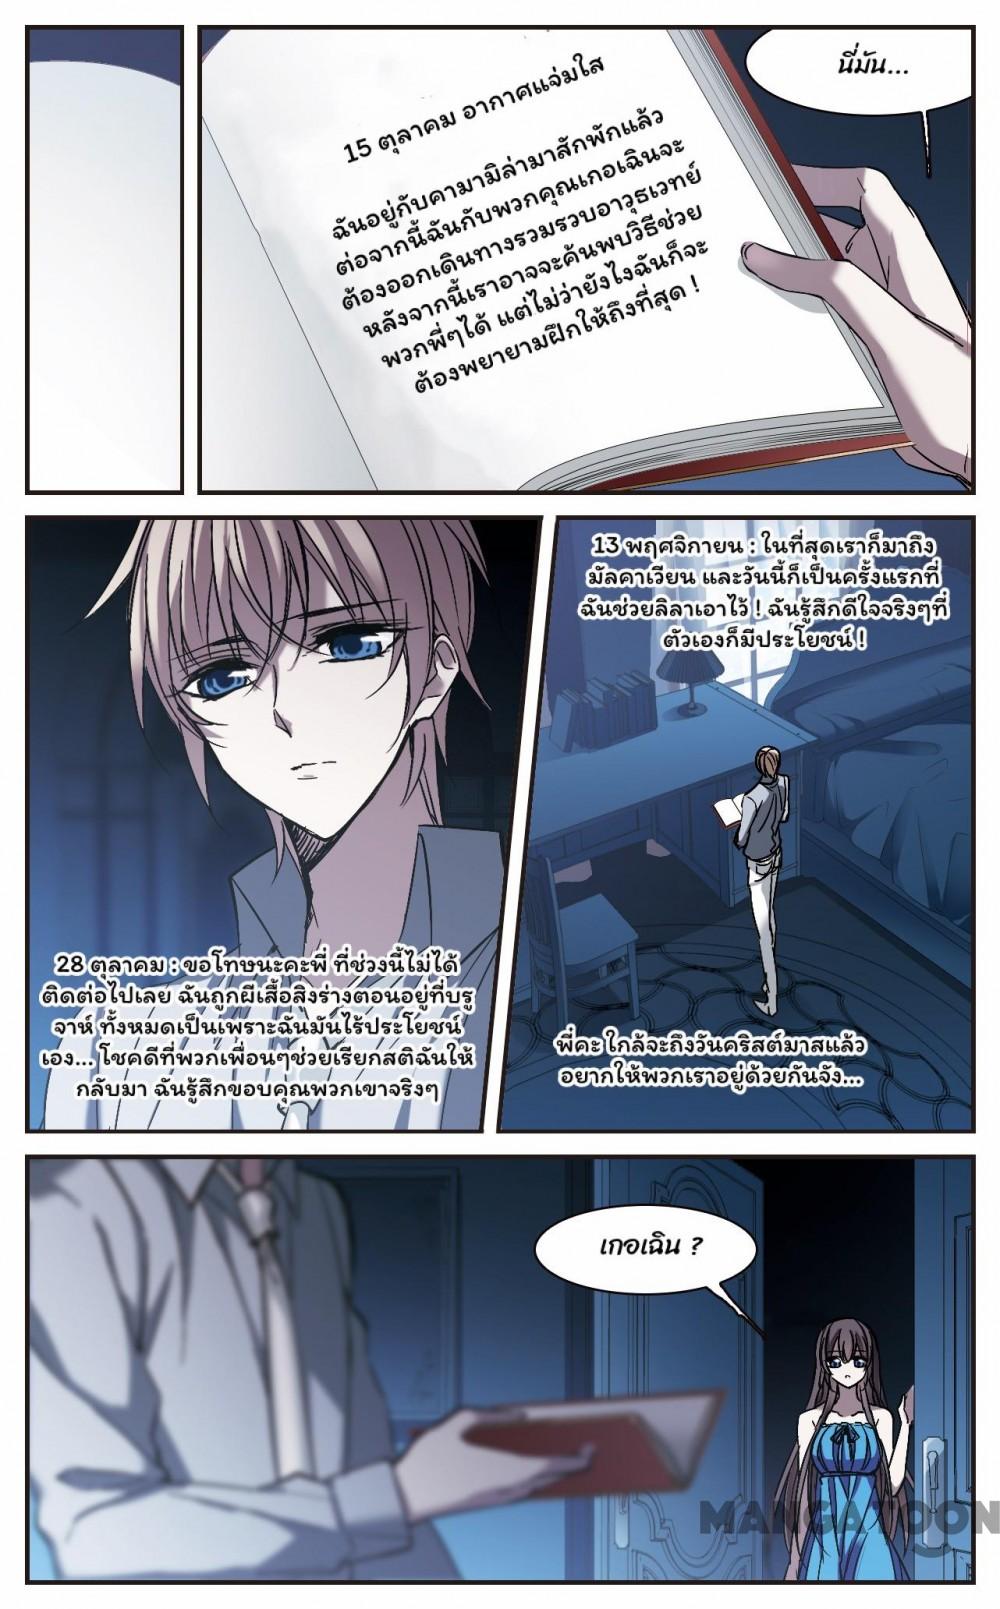 นี่มัน...
15 ตุลาคม อากาศแจ่มใส
ฉันอยู่กับคามามิล่ามาสักพักแล้ว
ต่อจากนี้ฉันกับพวกคุณเกอเฉินจะ
ต้องออกเดินทางรวมรวบอาวุธเวทย์
หลังจากนี้เราอาจจะค้นพบวิธีช่วย
พวกพี่ๆได้ แต่ไม่ว่ายังไงฉันก็จะ
ต้องพยายามฝึกให้ถึงที่สุด !
28 ตุลาคม : ขอโทษนะคะพี่ ที่ช่วงนี้ไม่ได้
ติดต่อไปเลย ฉันถูกผีเสื้อสิงร่างตอนอยู่ที่บรู
จาห์ ทั้งหมดเป็นเพราะฉันมันไร้ประโยชน์
เอง... โชคดีที่พวกเพื่อนๆช่วยเรียกสติฉันให้
กลับมา ฉันรู้สึกขอบคุณพวกเขาจริงๆ
13 พฤศจิกายน : ในที่สุดเราก็มาถึง
มัลคาเวียน และวันนี้ก็เป็นครั้งแรกที่
ฉันช่วยลิลาเอาไว้ ! ฉันรู้สึกดีใจจริงๆที่
ตัวเองก็มีประโยชน์ !
พี่คะ ใกล้จะถึงวันคริสต์มาสแล้ว
อยากให้พวกเราอยู่ด้วยกันจัง...
เกอเฉิน ?
MANGATOON